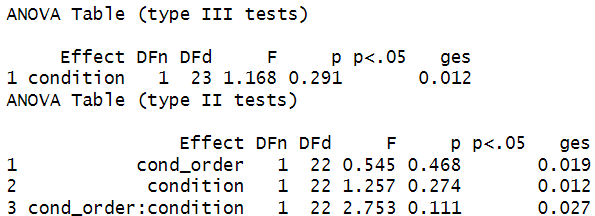 ANOVA Table (type III tests)
Effect DFn DFd F p p<.05 ges
1 condition 1 23 1.168 0.291 0.012
ANOVA Table (type II tests)
Effect DFn DFd F p p<.05 ges
1 cond_order 1 22 0.545 0.468 0.019
2 condition 1 22 1.257 0.274 0.012
3 cond_order:condition 1 22 2.753 0.111 0.027